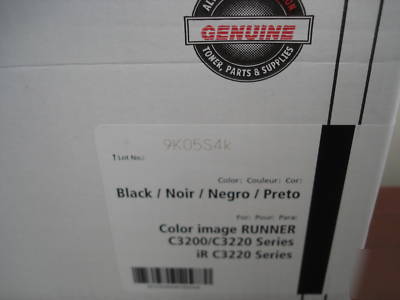 GENUINE
TONER, PARTS & SUPPLIES
9K05S4k
Lot No.:
Color: Couleur: Cor:
Black / Noir / Negro / Preto
For: Pour: Para:
Color image RUNNER
C3200/C3220 Series
iR C3220 Series